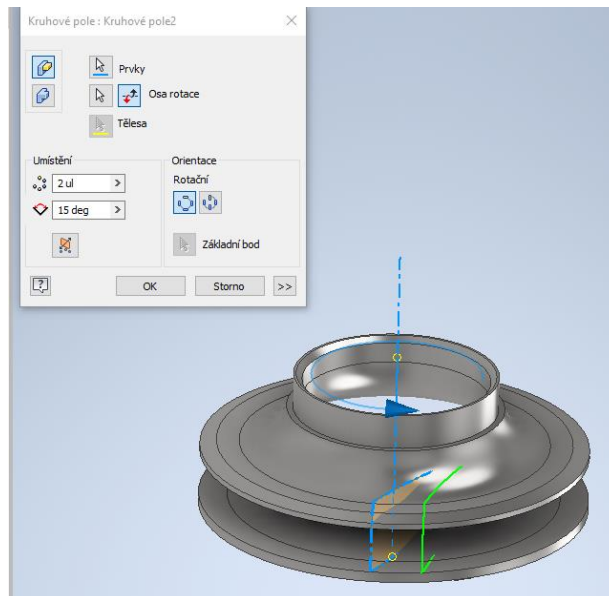 Kruhové pole : Kruhové pole2
Prvky
Osa rotace
Tělesa
Umístění
Orientace
2 ul >
Rotační
15 deg >
Základní bod
? OK Storno >>